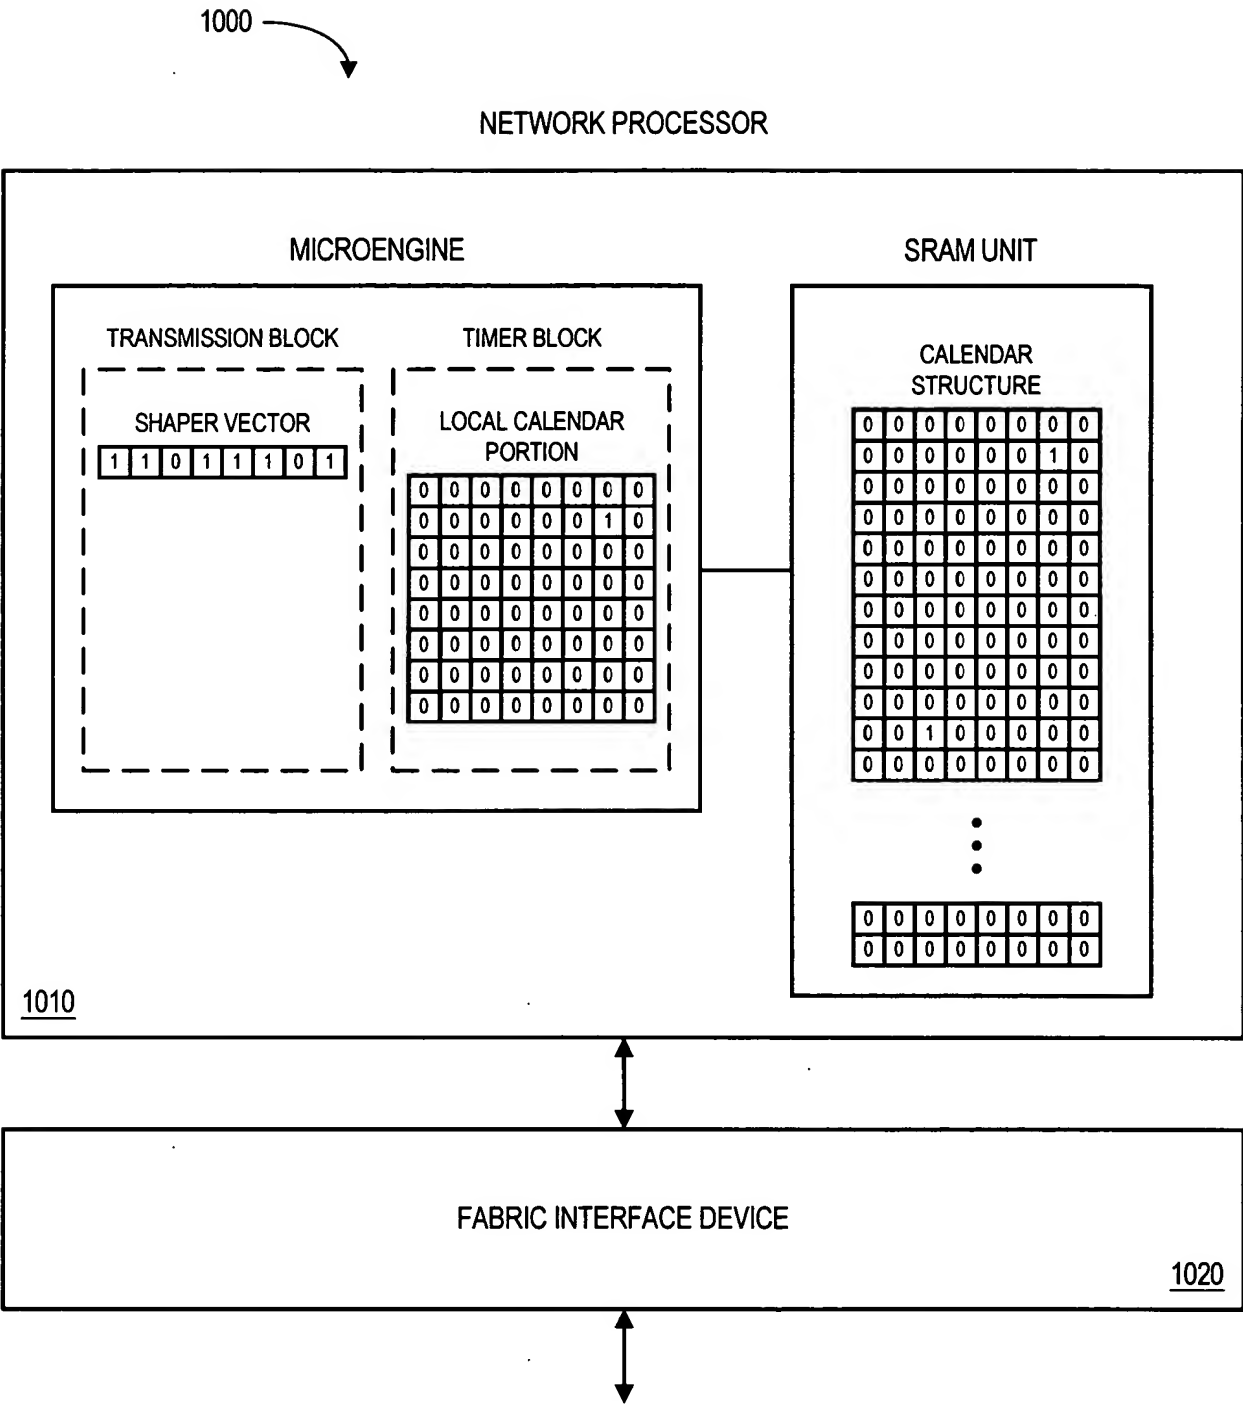 1000
NETWORK PROCESSOR
MICROENGINE
SRAM UNIT
TRANSMISSION BLOCK
TIMER BLOCK
SHAPER VECTOR
1 1 0 1 1 1 0 1
LOCAL CALENDAR
PORTION
0 0 0 0 0 0 0 0
0 0 0 0 0 0 1 0
0 0 0 0 0 0 0 0
0 0 0 0 0 0 0 0
0 0 0 0 0 0 0 0
0 0 0 0 0 0 0 0
0 0 0 0 0 0 0 0
0 0 0 0 0 0 0 0
CALENDAR
STRUCTURE
0 0 0 0 0 0 0 0
0 0 0 0 0 0 1 0
0 0 0 0 0 0 0 0
0 0 0 0 0 0 0 0
0 0 0 0 0 0 0 0
0 0 0 0 0 0 0 0
0 0 0 0 0 0 0 0
0 0 0 0 0 0 0 0
0 0 0 0 0 0 0 0
0 0 0 0 0 0 0 0
0 0 1 0 0 0 0 0
0 0 0 0 0 0 0 0
0 0 0 0 0 0 0 0
0 0 0 0 0 0 0 0
1010
FABRIC INTERFACE DEVICE
1020